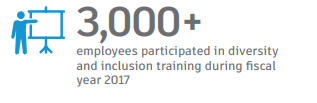 3,000+
employees participated in diversity
and inclusion training during fiscal
year 2017